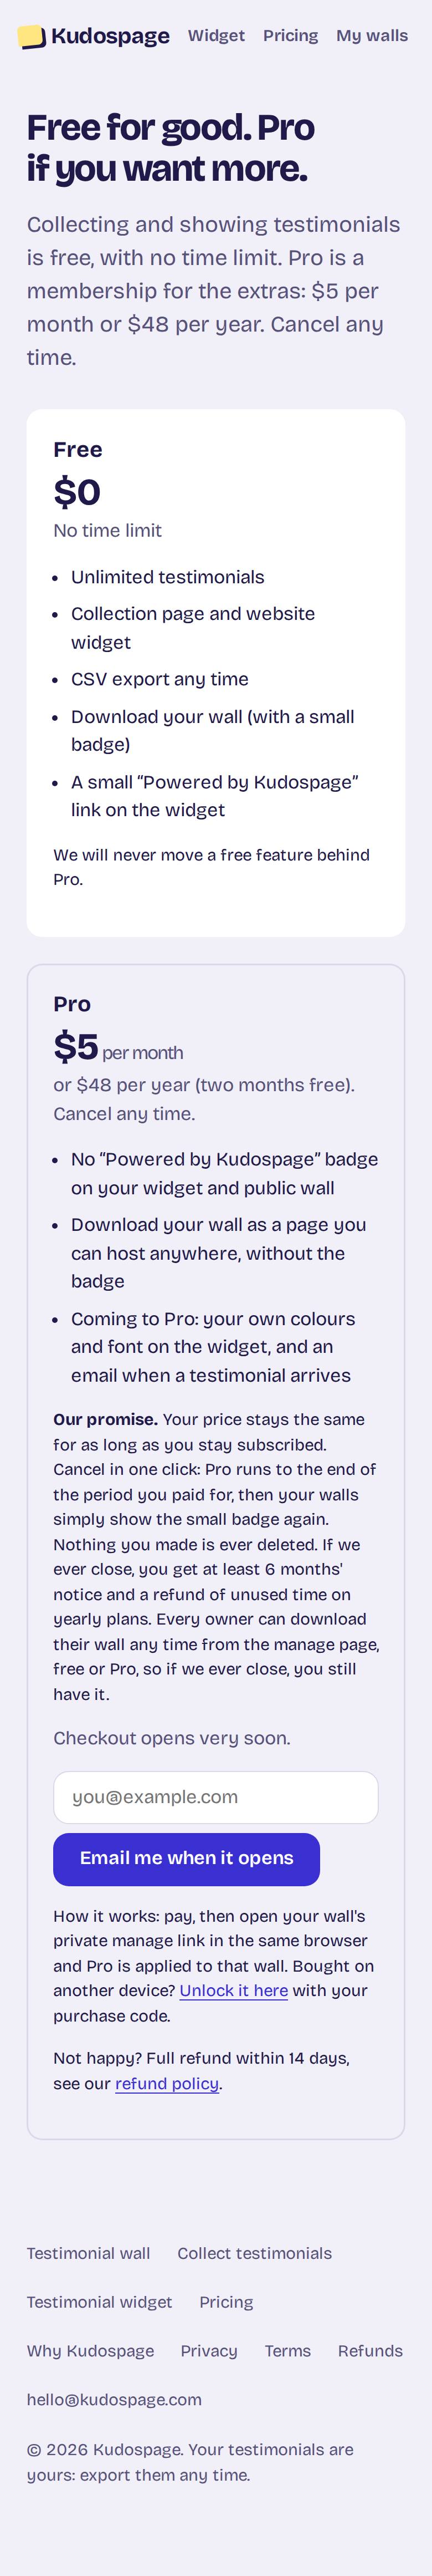 Kudospage Widget Pricing My walls
Free for good. Pro
if you want more.
Collecting and showing testimonials
is free, with no time limit. Pro is a
membership for the extras: $5 per
month or $48 per year. Cancel any
time.
Free
$0
No time limit
• Unlimited testimonials
• Collection page and website
widget
• CSV export any time
• Download your wall (with a small
badge)
• A small “Powered by Kudospage”
link on the widget
We will never move a free feature behind
Pro.
Pro
$5 per month
or $48 per year (two months free).
Cancel any time.
• No “Powered by Kudospage” badge
on your widget and public wall
• Download your wall as a page you
can host anywhere, without the
badge
• Coming to Pro: your own colours
and font on the widget, and an
email when a testimonial arrives
Our promise. Your price stays the same
for as long as you stay subscribed.
Cancel in one click: Pro runs to the end of
the period you paid for, then your walls
simply show the small badge again.
Nothing you made is ever deleted. If we
ever close, you get at least 6 months'
notice and a refund of unused time on
yearly plans. Every owner can download
their wall any time from the manage page,
free or Pro, so if we ever close, you still
have it.
Checkout opens very soon.
you@example.com
Email me when it opens
How it works: pay, then open your wall's
private manage link in the same browser
and Pro is applied to that wall. Bought on
another device? Unlock it here with your
purchase code.
Not happy? Full refund within 14 days,
see our refund policy.
Testimonial wall Collect testimonials
Testimonial widget Pricing
Why Kudospage Privacy Terms Refunds
hello@kudospage.com
© 2026 Kudospage. Your testimonials are
yours: export them any time.